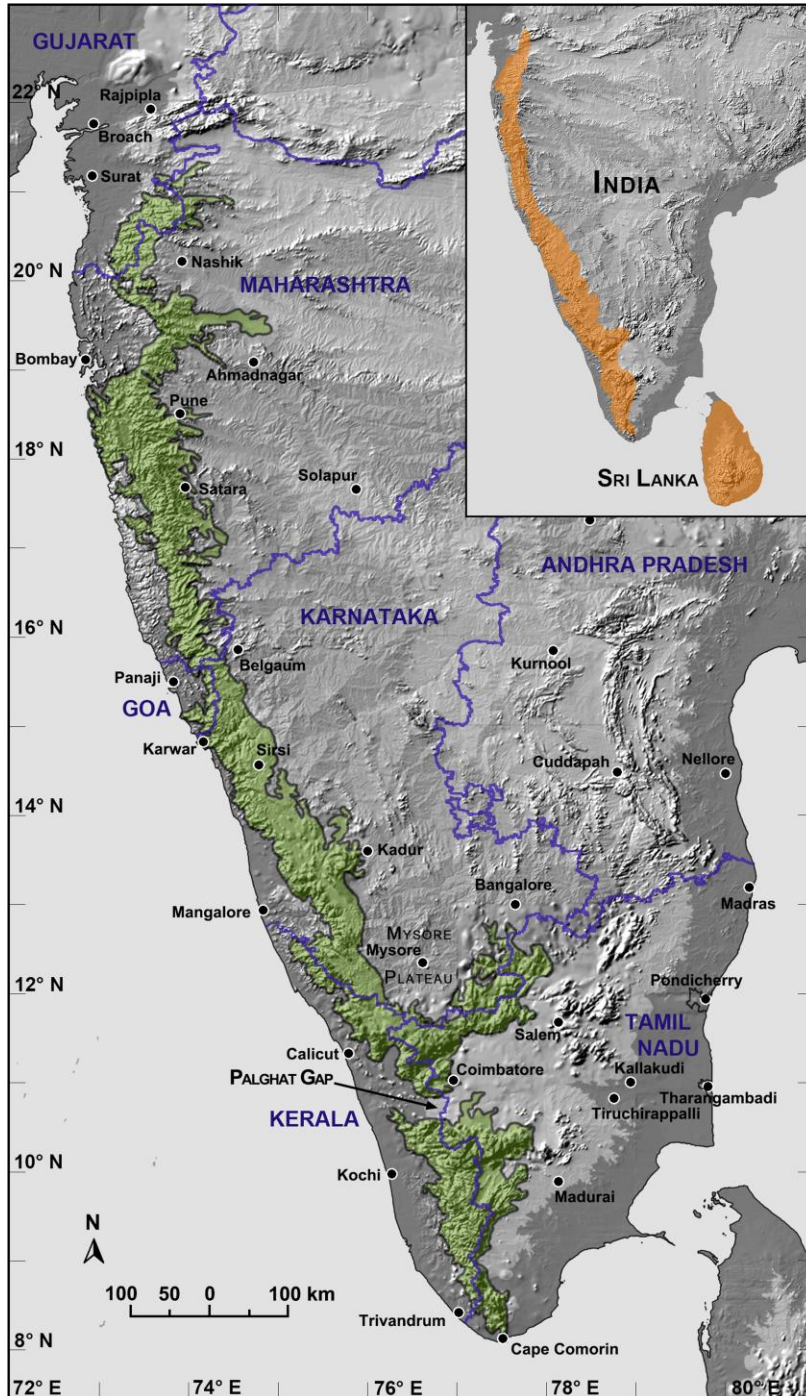 GUJARAT
22° N
Rajpipla
Broach
Surat
INDIA
20° N
Nashik
MAHARASHTRA
Bombay
Ahmadnagar
Pune
18° N
Satara
Solapur
SRI LANKA
ANDHRA PRADESH
KARNATAKA
16° N
Belgaum
Kurnool
Panaji
GOA
Karwar
Sirsi
Cuddapah
Nellore
14° N
Kadur
Bangalore
Madras
Mangalore
MYSORE
Mysore
PLATEAU
12° N
Pondicherry
Salem
TAMIL
NADU
Calicut
Coimbatore
Kallakudi
PALGHAT GAP
Tharangambadi
Tiruchirappalli
KERALA
10° N
Kochi
Madurai
N
100 50 0 100 km
Trivandrum
8° N
Cape Comorin
72° E 74° E 76° E 78° E 80° E